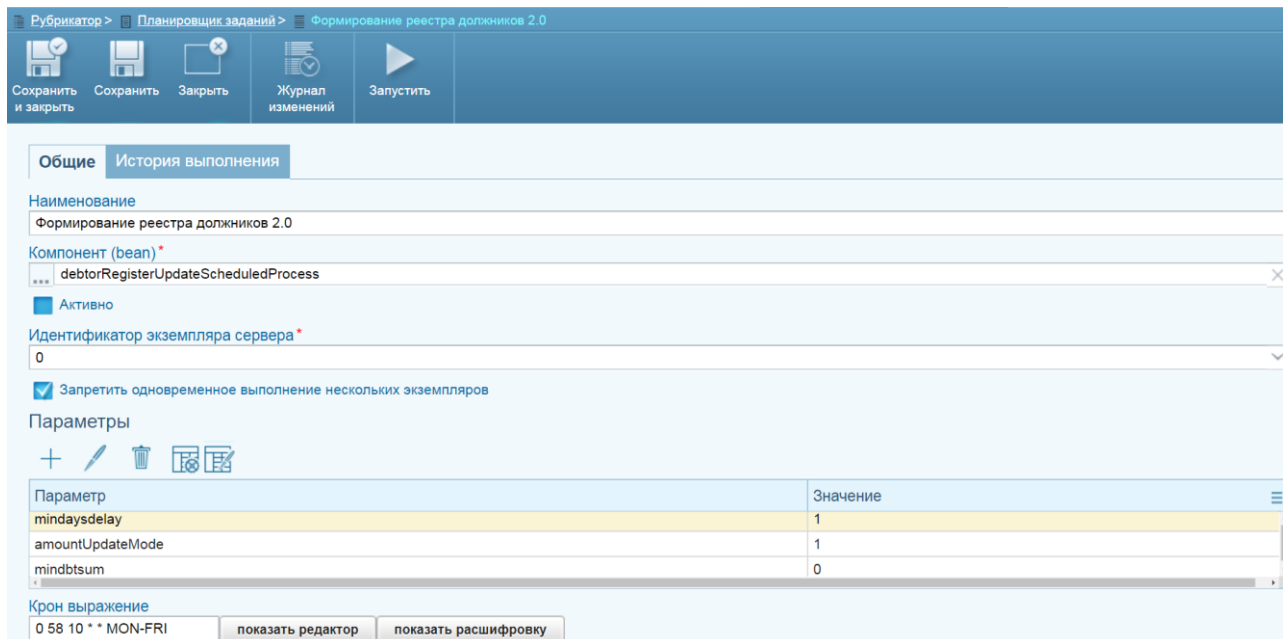 Рубрикатор > Планировщик заданий > Формирование реестра должников 2.0
Сохранить и закрыть
Сохранить
Закрыть
Журнал изменений
Запустить
Общие
История выполнения
Наименование
Формирование реестра должников 2.0
Компонент (bean)*
... debtorRegisterUpdateScheduledProcess
Активно
Идентификатор экземпляра сервера*
0
Запретить одновременное выполнение нескольких экземпляров
Параметры
Параметр Значение
mindaysdelay 1
amountUpdateMode 1
mindbtsum 0
Крон выражение
0 58 10 * * MON-FRI показать редактор показать расшифровку